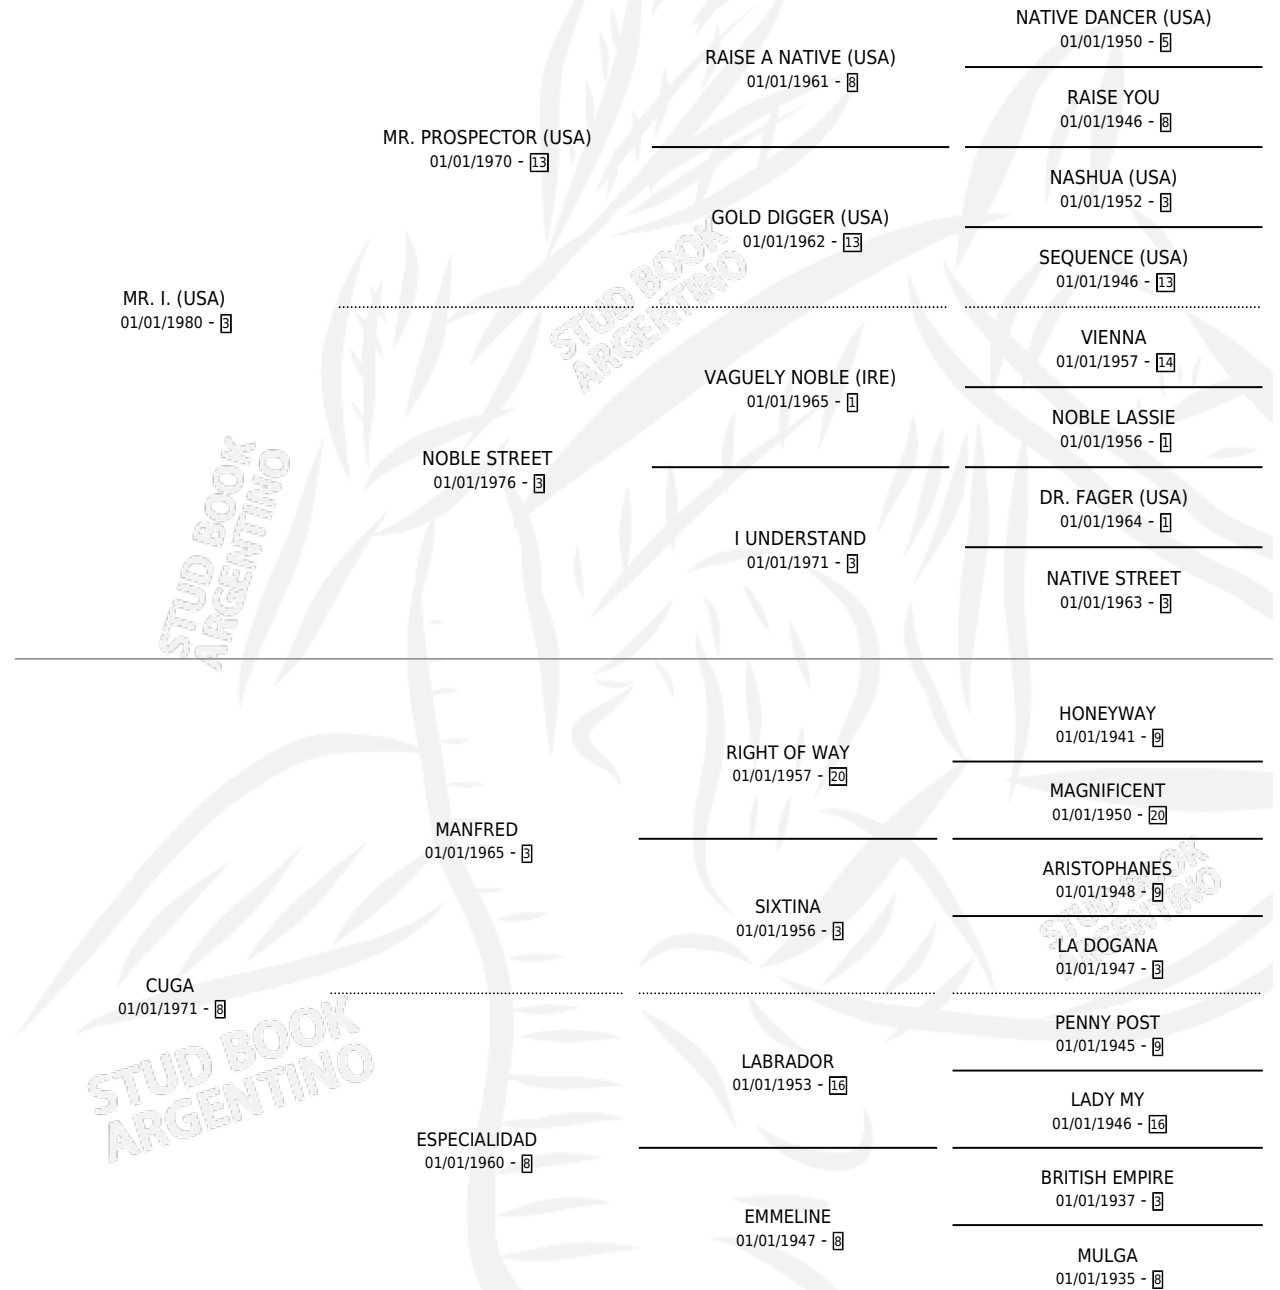 NATIVE DANCER (USA)
01/01/1950 - 5
RAISE A NATIVE (USA)
01/01/1961 - 8
RAISE YOU
01/01/1946 - 8
MR. PROSPECTOR (USA)
01/01/1970 - 13
NASHUA (USA)
01/01/1952 - 3
GOLD DIGGER (USA)
01/01/1962 - 13
SEQUENCE (USA)
01/01/1946 - 13
MR. I. (USA)
01/01/1980 - 3
STUD BOOK
ARGENTINO
VIENNA
01/01/1957 - 14
VAGUELY NOBLE (IRE)
01/01/1965 - 1
NOBLE LASSIE
01/01/1956 - 1
NOBLE STREET
01/01/1976 - 3
DR. FAGER (USA)
01/01/1964 - 1
I UNDERSTAND
01/01/1971 - 3
NATIVE STREET
01/01/1963 - 3
STUD BOOK
ARGENTINO
HONEYWAY
01/01/1941 - 9
RIGHT OF WAY
01/01/1957 - 20
MAGNIFICENT
01/01/1950 - 20
MANFRED
01/01/1965 - 3
ARISTOPHANES
01/01/1948 - 9
SIXTINA
01/01/1956 - 3
STUD BOOK
ARGENTINO
LA DOGANA
01/01/1947 - 3
CUGA
01/01/1971 - 8
PENNY POST
01/01/1945 - 9
LABRADOR
01/01/1953 - 16
LADY MY
01/01/1946 - 16
STUD BOOK
ARGENTINO
ESPECIALIDAD
01/01/1960 - 8
BRITISH EMPIRE
01/01/1937 - 3
EMMELINE
01/01/1947 - 8
MULGA
01/01/1935 - 8